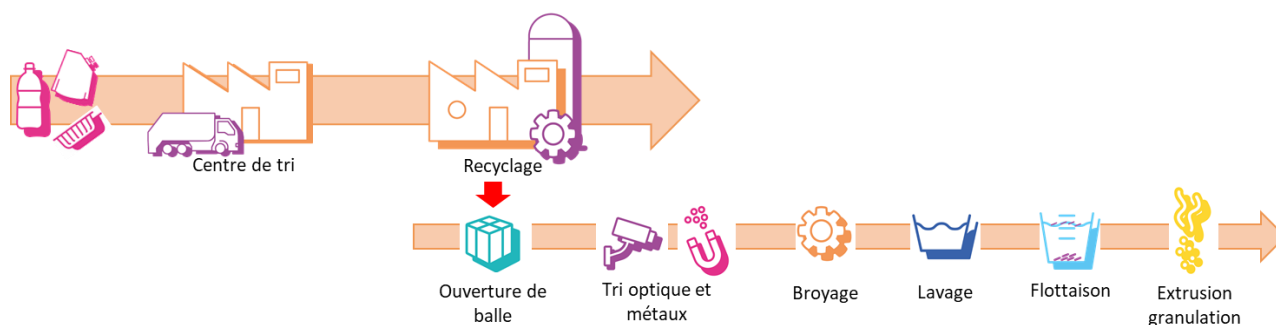 Centre de tri
Recyclage
Ouverture de
balle
Tri optique et
métaux
Broyage
Lavage
Flottaison
Extrusion
granulation